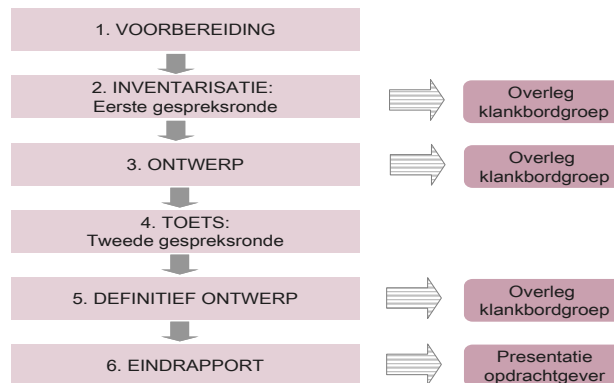 1. VOORBEREIDING
2. INVENTARISATIE:
Eerste gespreksronde
Overleg
klankbordgroep
3. ONTWERP
Overleg
klankbordgroep
4. TOETS:
Tweede gespreksronde
5. DEFINITIEF ONTWERP
Overleg
klankbordgroep
6. EINDRAPPORT
Presentatie
opdrachtgever